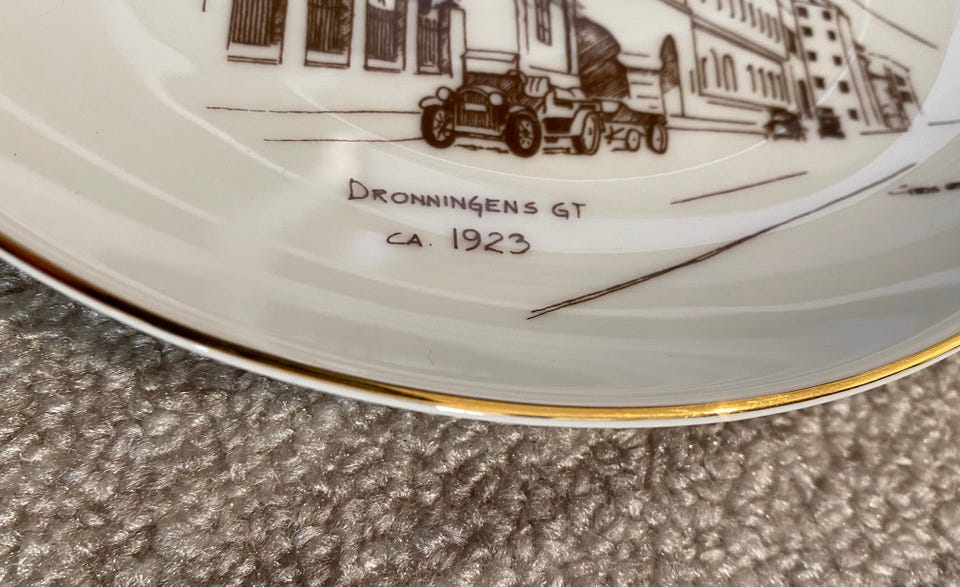 DRONNINGENS GT
CA. 1923